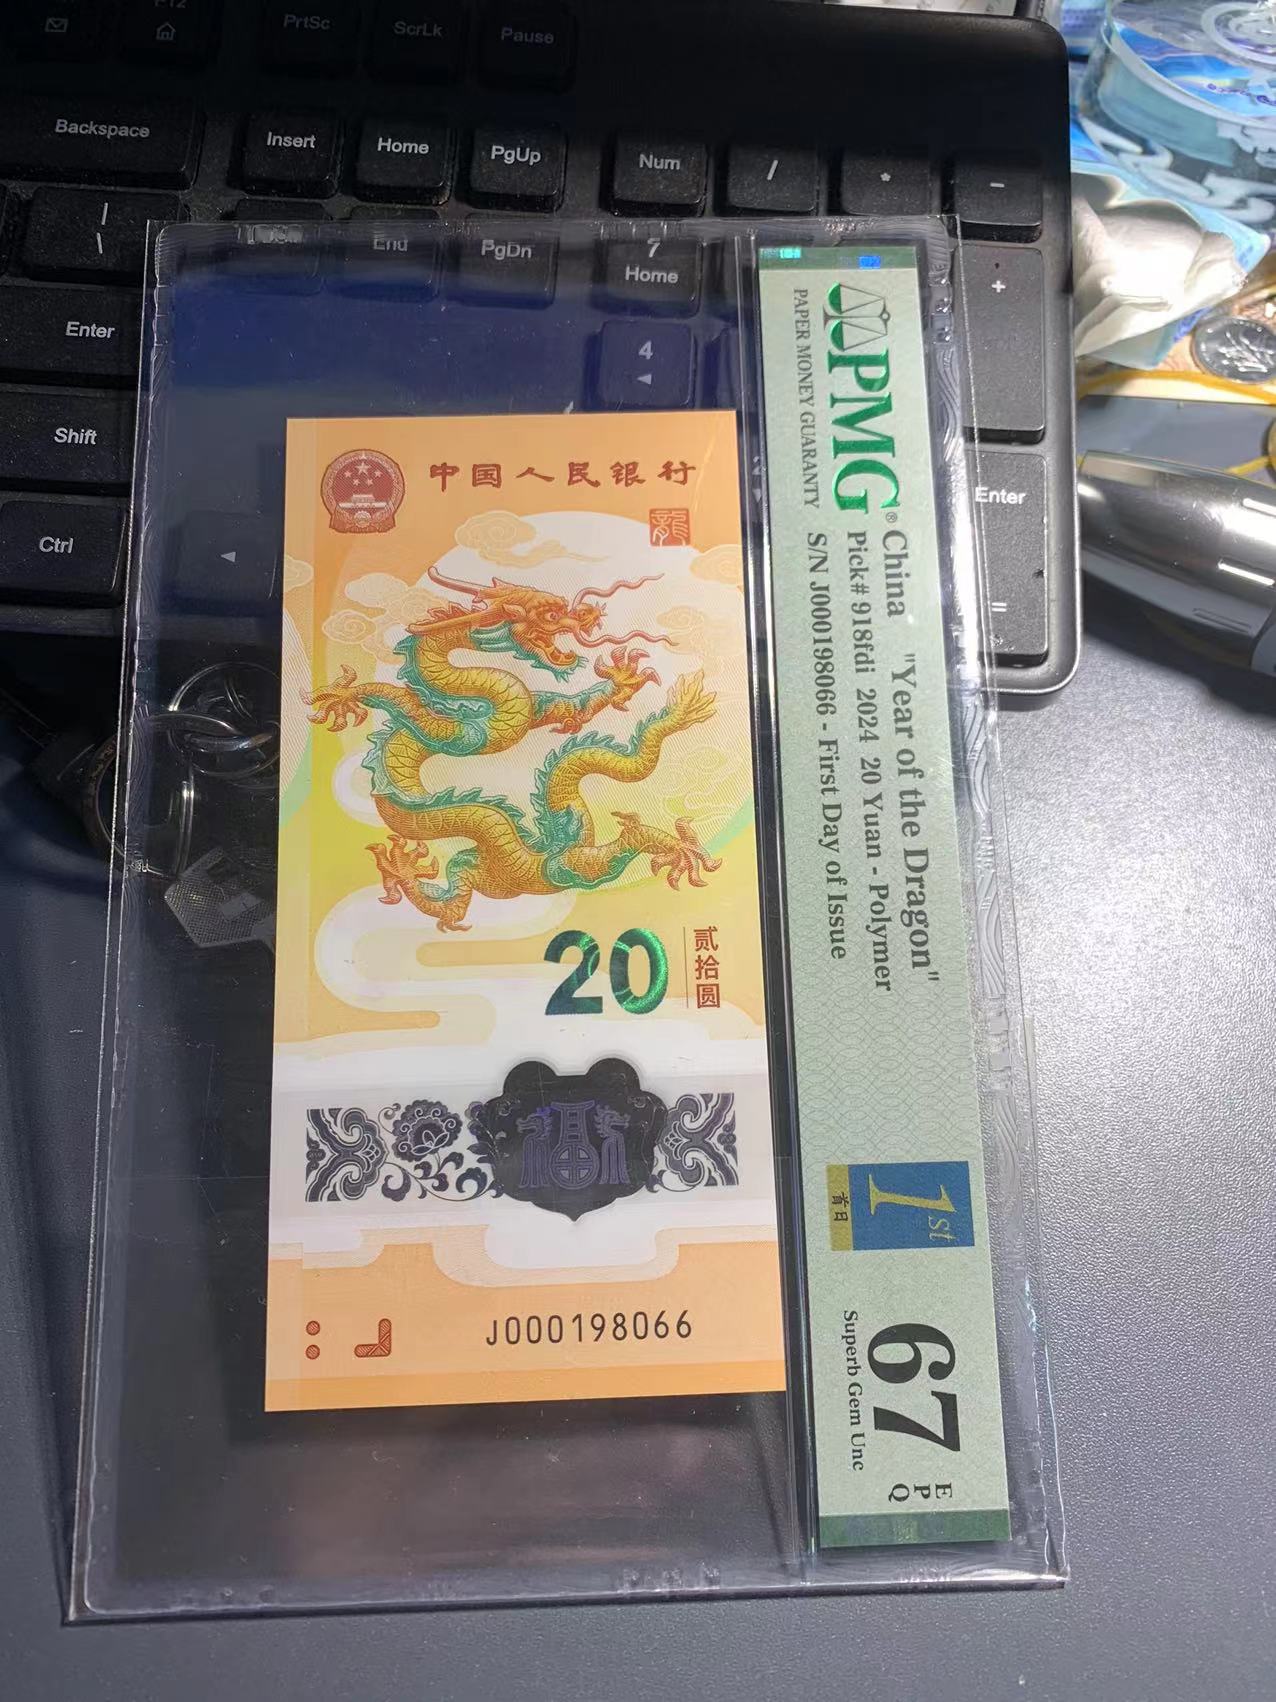 PrtSc
ScrLk
Pause
Backspace
Insert
Home
PgUp
Num
/
*
-
|
\
End
PgDn
7
Home
+
Enter
4
Shift
Ctrl
Enter
=
中国人民银行
龍
20
贰拾圆
J000198066
PMG®
PAPER MONEY GUARANTY
China "Year of the Dragon"
Pick# 918fdi 2024 20 Yuan - Polymer
S/N J000198066 - First Day of Issue
1st
首日
67
EPQ
Superb Gem Unc